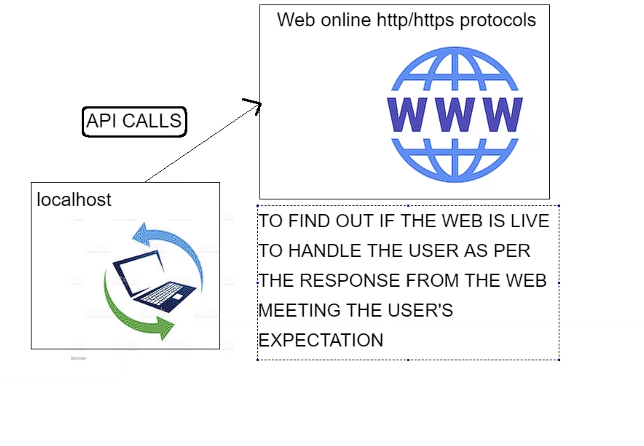 Web online http/https protocols
WWW
API CALLS
localhost
TO FIND OUT IF THE WEB IS LIVE
TO HANDLE THE USER AS PER
THE RESPONSE FROM THE WEB
MEETING THE USER'S
EXPECTATION